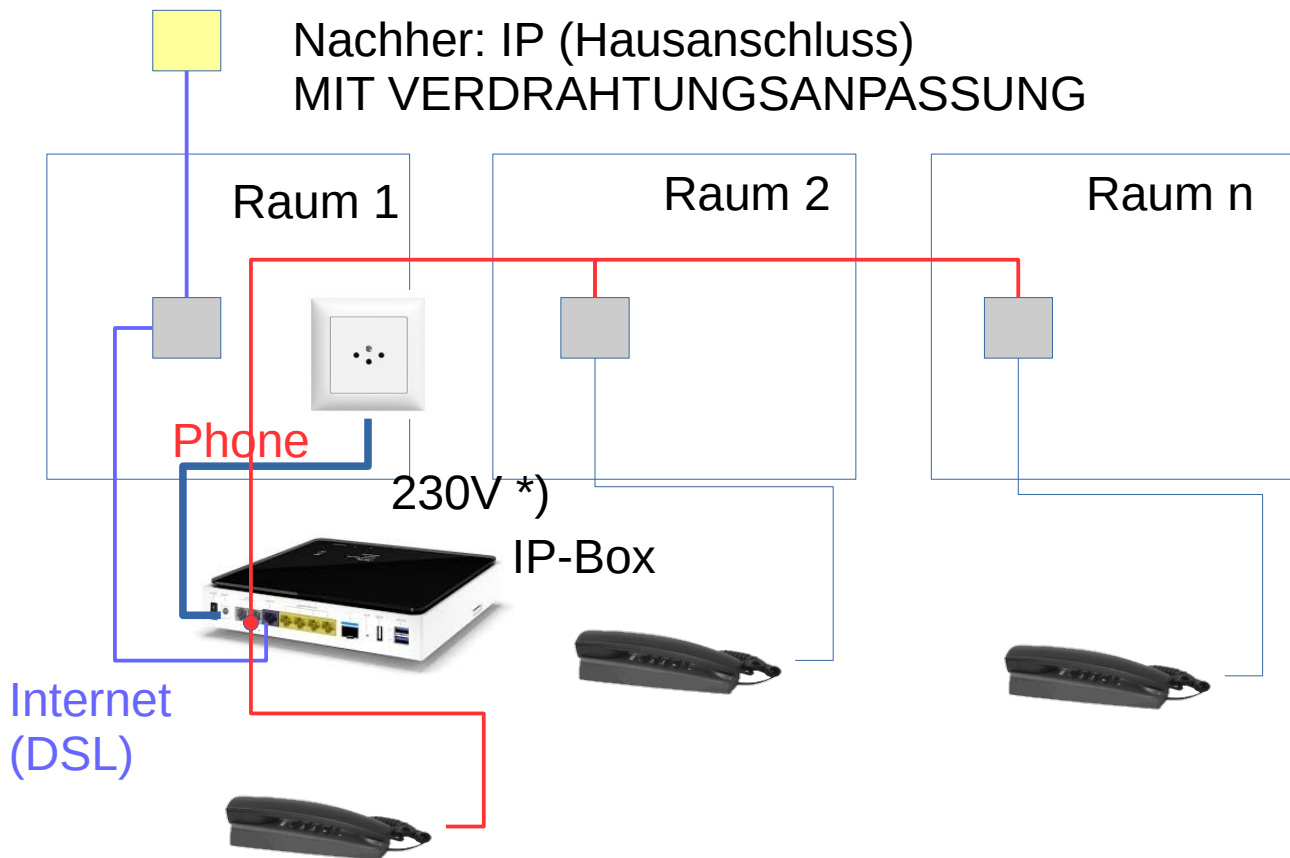 Nachher: IP (Hausanschluss)
MIT VERDRAHTUNGSANPASSUNG
Raum 1
Raum 2
Raum n
Phone
230V *)
IP-Box
Internet
(DSL)